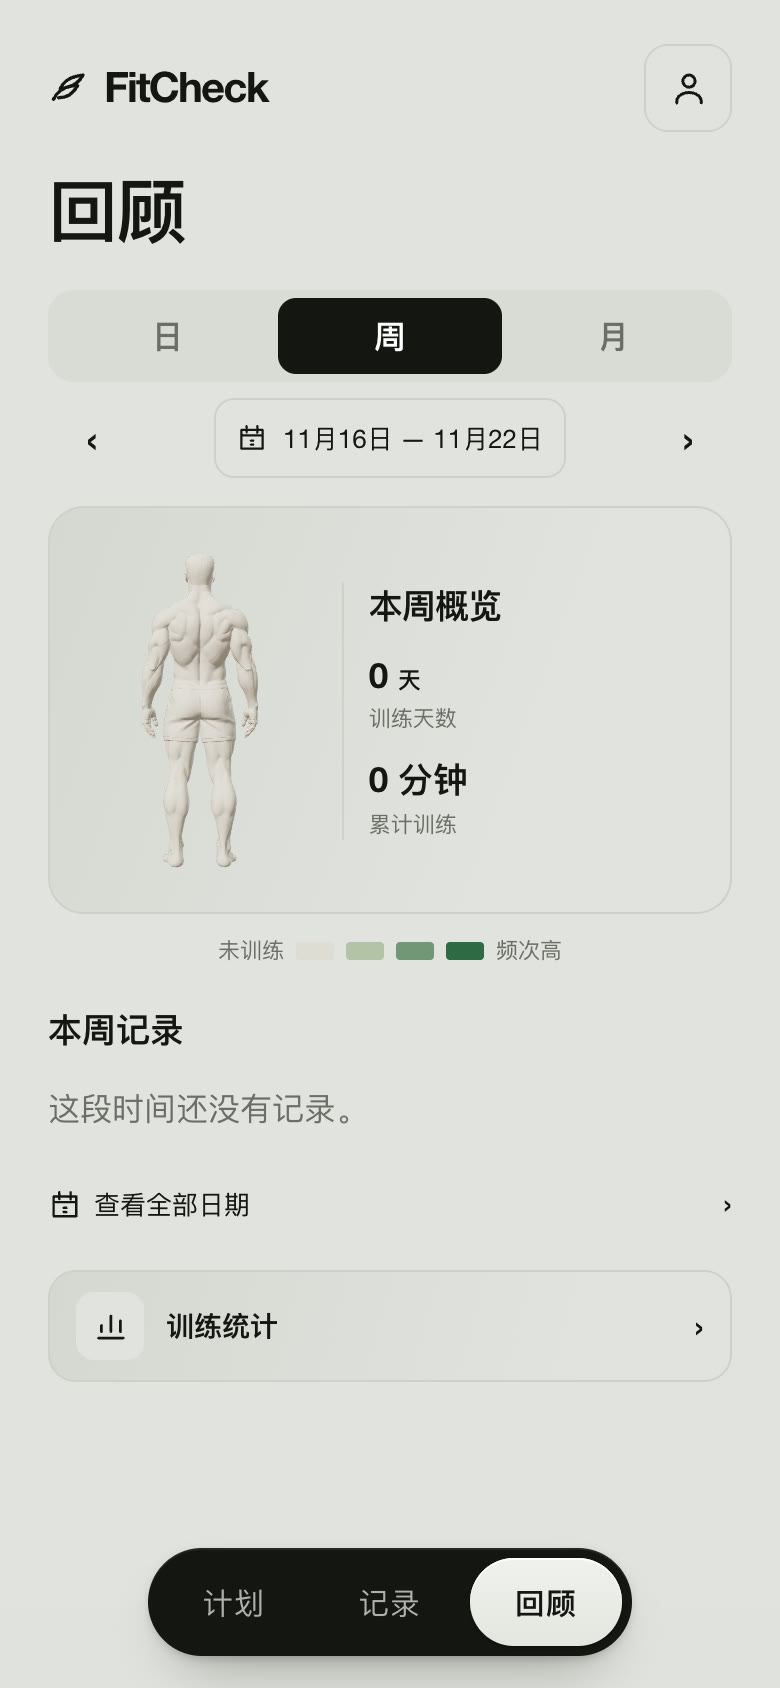 FitCheck
回顾
日 周 月
‹ 11月16日 — 11月22日 ›
本周概览
0 天
训练天数
0 分钟
累计训练
未训练 频次高
本周记录
这段时间还没有记录。
查看全部日期 ›
训练统计 ›
计划 记录 回顾